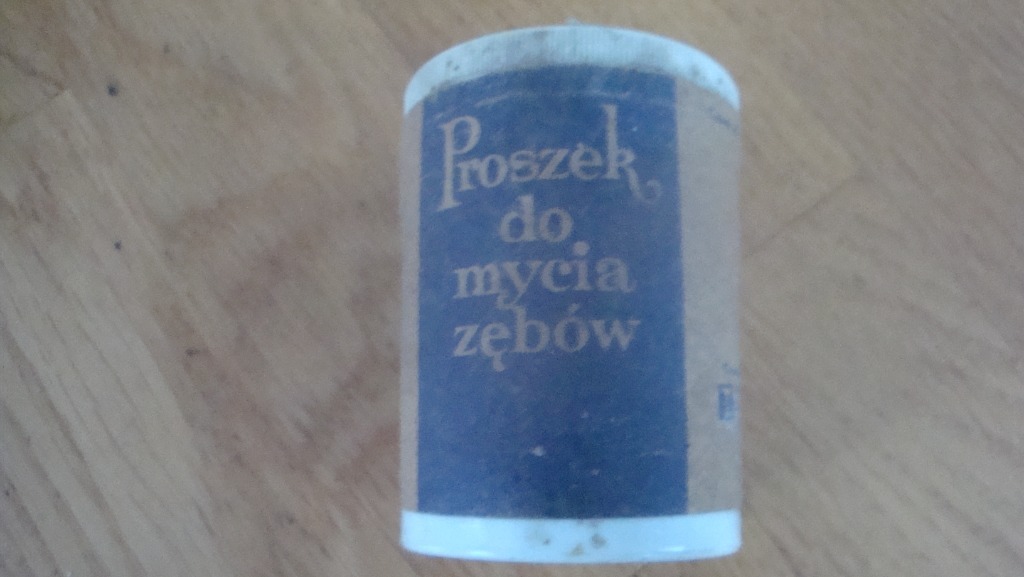 Proszek
do
mycia
zębów